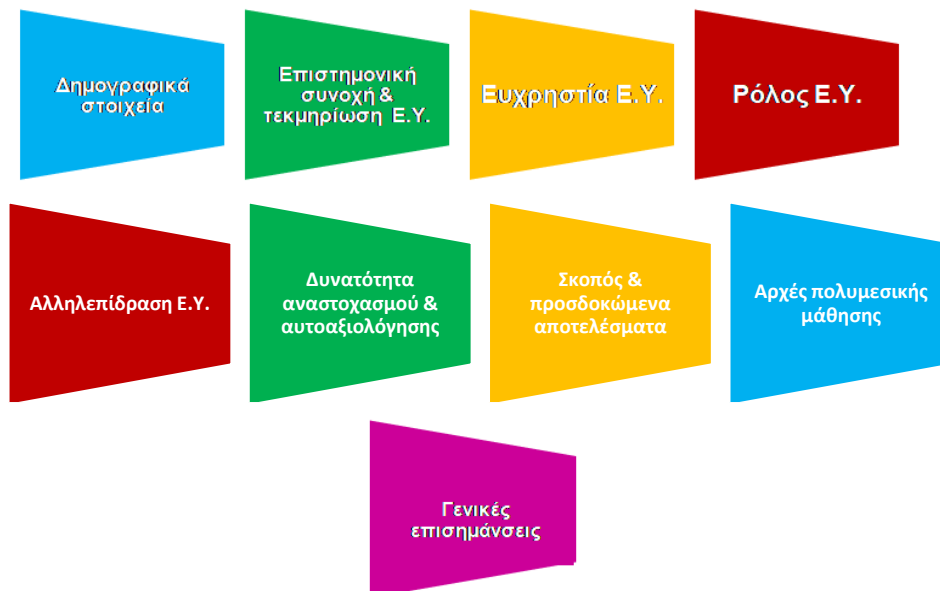 Δημογραφικά
στοιχεία
Επιστημονική
συνοχή &
τεκμηρίωση Ε.Υ.
Ευχρηστία Ε.Υ.
Ρόλος Ε.Υ.
Αλληλεπίδραση Ε.Υ.
Δυνατότητα
αναστοχασμού &
αυτοαξιολόγησης
Σκοπός &
προσδοκώμενα
αποτελέσματα
Αρχές πολυμεσικής
μάθησης
Γενικές
επισημάνσεις